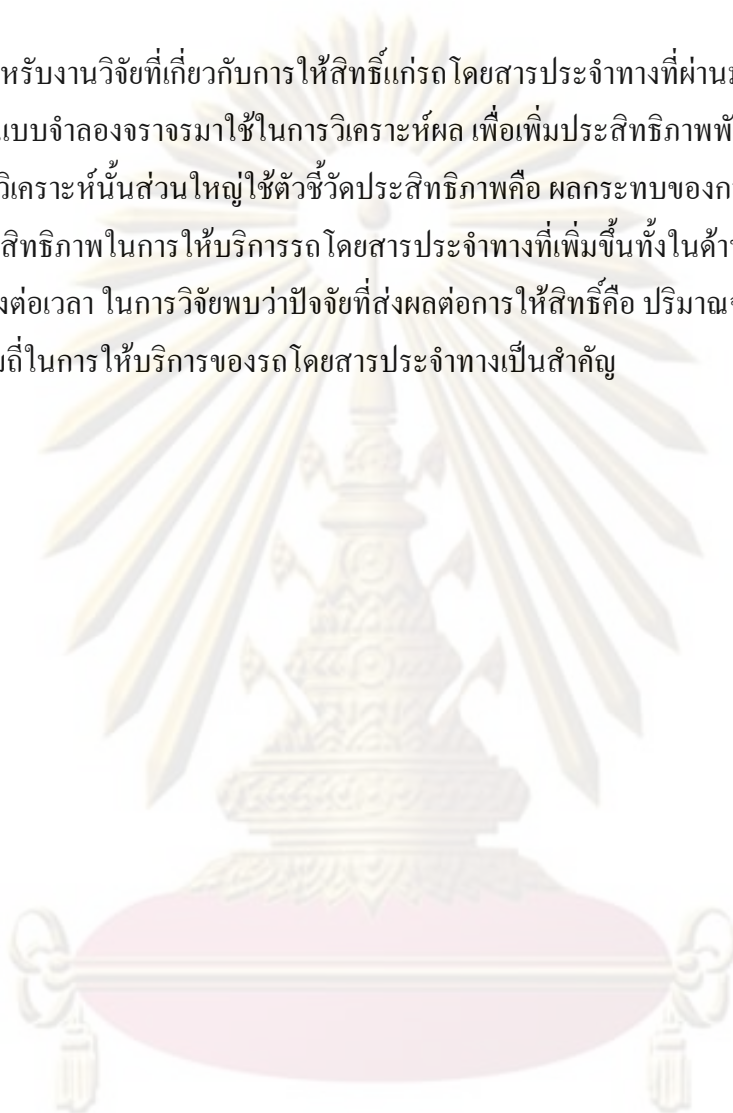 หรับงานวิจัยที่เกี่ยวกับการให้สิทธิ์แก่รถโดยสารประจำทางที่ผ่าน
แบบจำลองจราจรมาใช้ในการวิเคราะห์ผล เพื่อเพิ่มประสิทธิภาพ
วิเคราะห์นั้นส่วนใหญ่ใช้ตัวชี้วัดประสิทธิภาพคือ ผลกระทบของ
สิทธิภาพในการให้บริการรถโดยสารประจำทางที่เพิ่มขึ้นทั้งใน
งต่อเวลา ในการวิจัยพบว่าปัจจัยที่ส่งผลต่อการให้สิทธิ์คือ ปริมาณ
ถี่ในการให้บริการของรถโดยสารประจำทางเป็นสำคัญ